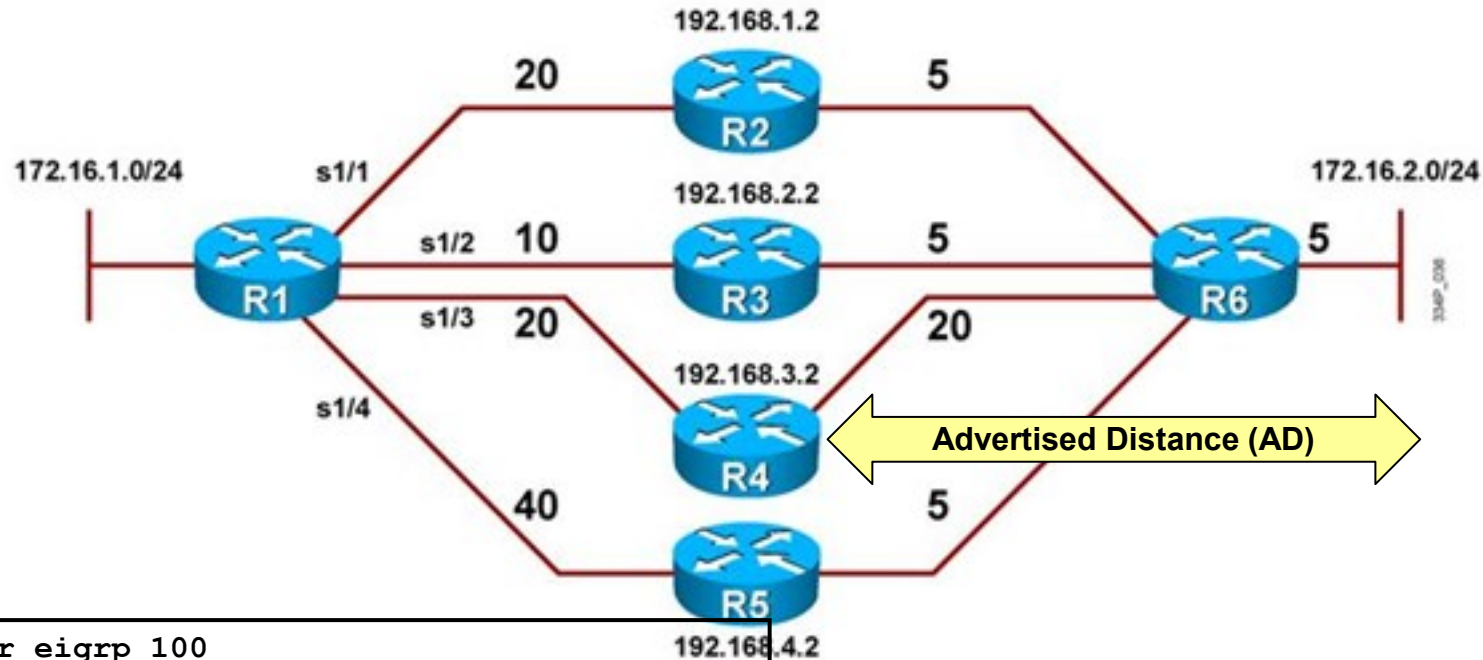 192.168.1.2
20
5
R2
172.16.1.0/24
s1/1
172.16.2.0/24
192.168.2.2
s1/2
10
5
5
R1
R3
R6
s1/3
20
20
334P_036
192.168.3.2
s1/4
Advertised Distance (AD)
R4
40
5
R5
r eigrp 100
192.168.4.2